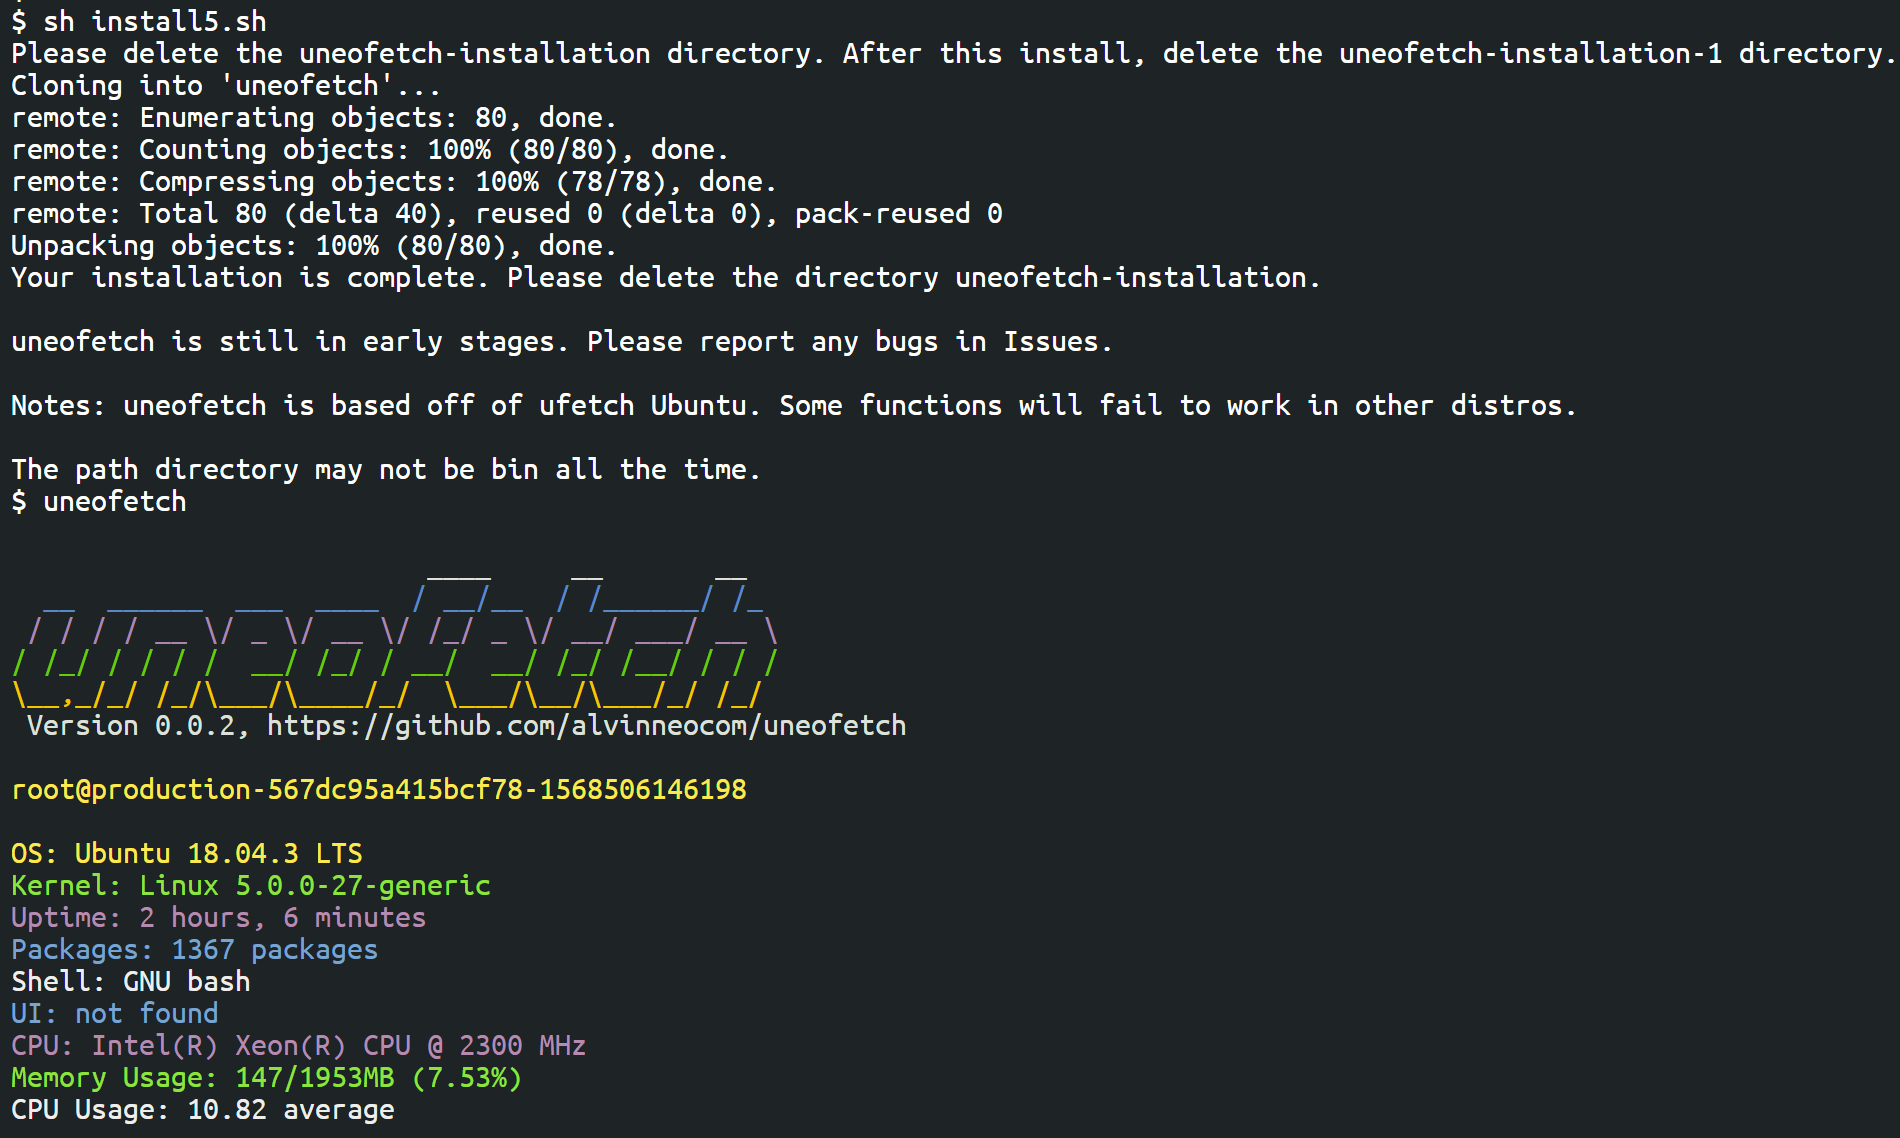 $ sh install5.sh
Please delete the uneofetch-installation directory. After this install, delete the uneofetch-installation-1 directory.
Cloning into 'uneofetch'...
remote: Enumerating objects: 80, done.
remote: Counting objects: 100% (80/80), done.
remote: Compressing objects: 100% (78/78), done.
remote: Total 80 (delta 40), reused 0 (delta 0), pack-reused 0
Unpacking objects: 100% (80/80), done.
Your installation is complete. Please delete the directory uneofetch-installation.
uneofetch is still in early stages. Please report any bugs in Issues.
Notes: uneofetch is based off of ufetch Ubuntu. Some functions will fail to work in other distros.
The path directory may not be bin all the time.
$ uneofetch
uneofetch
Version 0.0.2, https://github.com/alvinneocom/uneofetch
root@production-567dc95a415bcf78-1568506146198
OS: Ubuntu 18.04.3 LTS
Kernel: Linux 5.0.0-27-generic
Uptime: 2 hours, 6 minutes
Packages: 1367 packages
Shell: GNU bash
UI: not found
CPU: Intel(R) Xeon(R) CPU @ 2300 MHz
Memory Usage: 147/1953MB (7.53%)
CPU Usage: 10.82 average